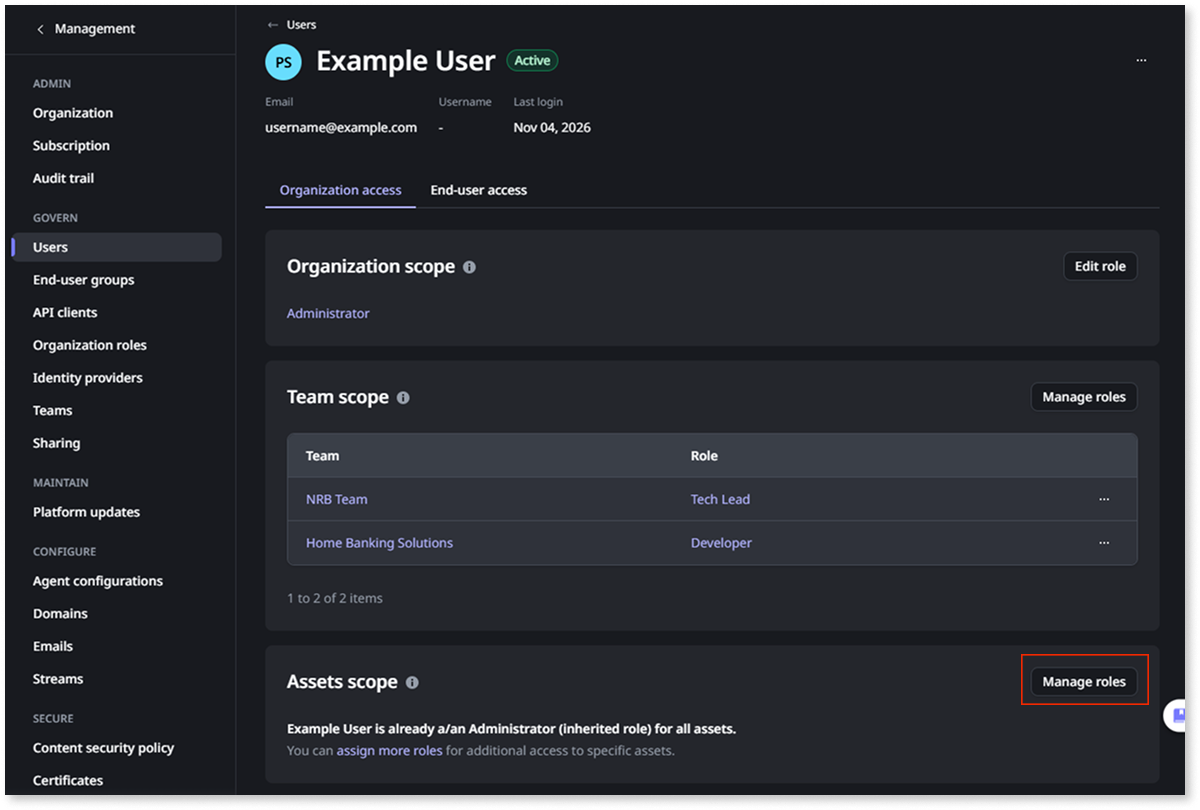 Management
ADMIN
Organization
Subscription
Audit trail
GOVERN
Users
End-user groups
API clients
Organization roles
Identity providers
Teams
Sharing
MAINTAIN
Platform updates
CONFIGURE
Agent configurations
Domains
Emails
Streams
SECURE
Content security policy
Certificates
← Users
PS
Example User
Active
...
Email
Username
Last login
username@example.com
-
Nov 04, 2026
Organization access
End-user access
Organization scope
Edit role
Administrator
Team scope
Manage roles
Team
Role
NRB Team
Tech Lead
...
Home Banking Solutions
Developer
...
1 to 2 of 2 items
Assets scope
Manage roles
Example User is already a/an Administrator (inherited role) for all assets.
You can assign more roles for additional access to specific assets.